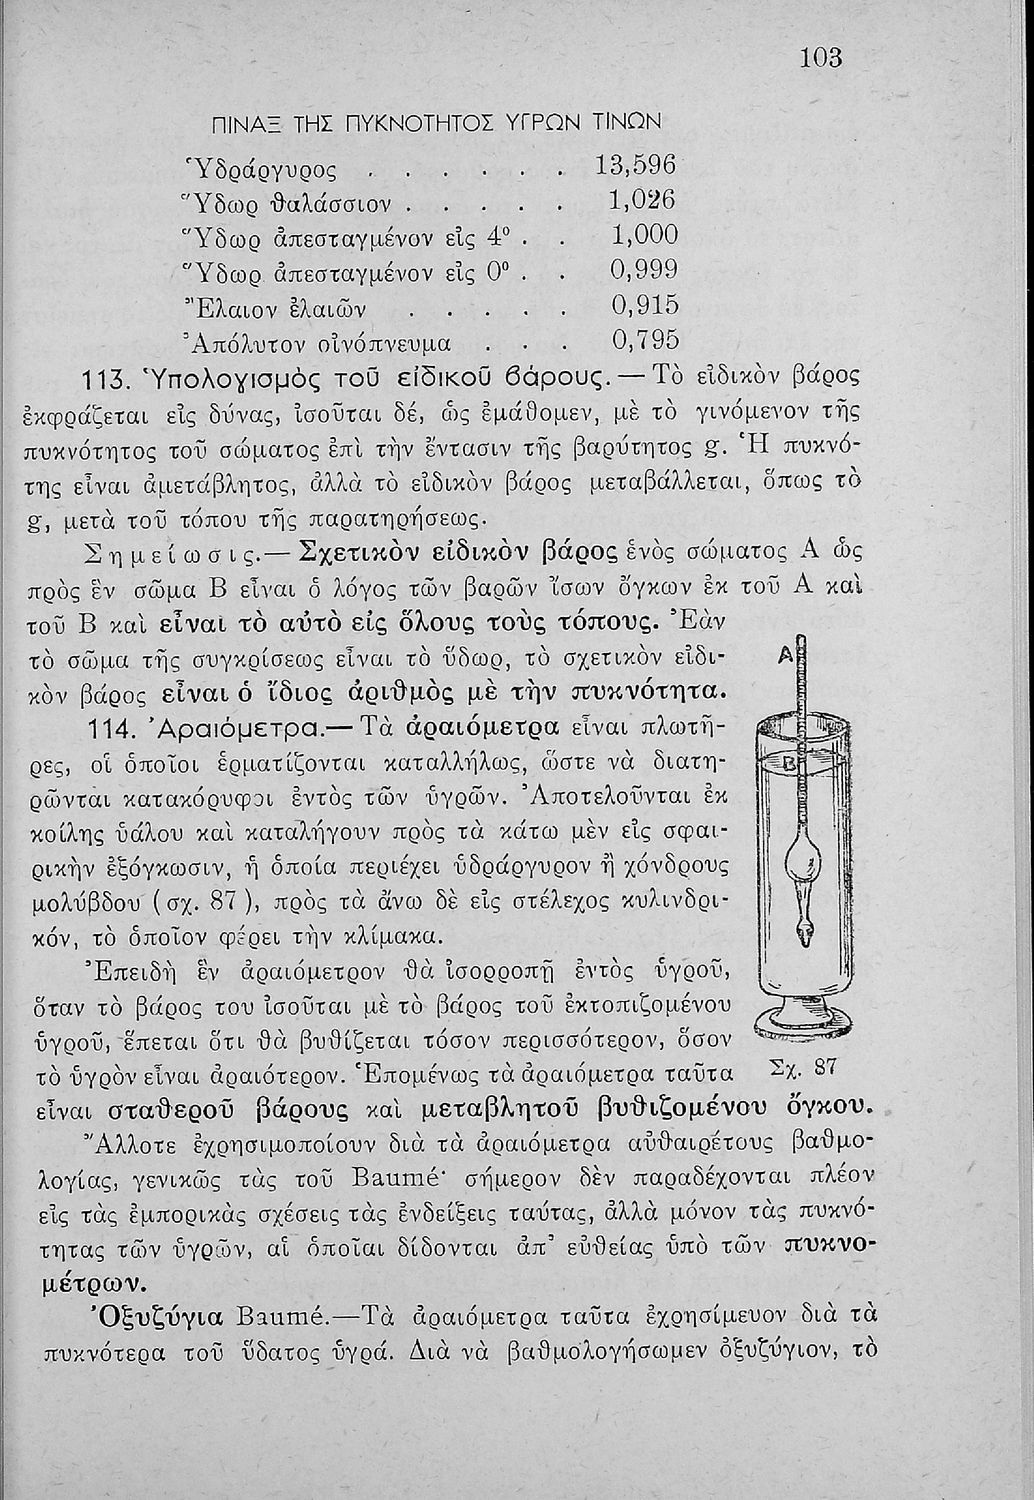 103
ΠΙΝΑΞ ΤΗΣ ΠΥΚΝΟΤΗΤΟΣ ΥΓΡΩΝ ΤΙΝΩΝ
Ὑδράργυρος . . . . . . 13,596
Ὕδωρ θαλάσσιον . . . . . 1,026
Ὕδωρ ἀπεσταγμένον εἰς 4° . . 1,000
Ὕδωρ ἀπεσταγμένον εἰς 0° . . 0,999
Ἔλαιον ἐλαιῶν . . . . . 0,915
Ἀπόλυτον οἰνόπνευμα . . . 0,795
113. Ὑπολογισμὸς τοῦ εἰδικοῦ βάρους. — Τὸ εἰδικὸν βάρος
ἐκφράζεται εἰς δύνας, ἰσοῦται δέ, ὡς ἐμάθομεν, μὲ τὸ γινόμενον τῆς
πυκνότητος τοῦ σώματος ἐπὶ τὴν ἔντασιν τῆς βαρύτητος g. Ἡ πυκνό-
της εἶναι ἀμετάβλητος, ἀλλὰ τὸ εἰδικὸν βάρος μεταβάλλεται, ὅπως τὸ
g, μετὰ τοῦ τόπου τῆς παρατηρήσεως.
Σημείωσις.— Σχετικὸν εἰδικὸν βάρος ἑνὸς σώματος Α ὡς
πρὸς ἓν σῶμα Β εἶναι ὁ λόγος τῶν βαρῶν ἴσων ὄγκων ἐκ τοῦ Α καὶ
τοῦ Β καὶ εἶναι τὸ αὐτὸ εἰς ὅλους τοὺς τόπους. Ἐὰν
τὸ σῶμα τῆς συγκρίσεως εἶναι τὸ ὕδωρ, τὸ σχετικὸν εἰδι-
κὸν βάρος εἶναι ὁ ἴδιος ἀριθμὸς μὲ τὴν πυκνότητα.
114. Ἀραιόμετρα.— Τὰ ἀραιόμετρα εἶναι πλωτῆ-
ρες, οἱ ὁποῖοι ἑρματίζονται καταλλήλως, ὥστε νὰ διατη-
ρῶνται κατακόρυφοι ἐντὸς τῶν ὑγρῶν. Ἀποτελοῦνται ἐκ
κοίλης ὑάλου καὶ καταλήγουν πρὸς τὰ κάτω μὲν εἰς σφαι-
ρικὴν ἐξόγκωσιν, ἡ ὁποία περιέχει ὑδράργυρον ἢ χόνδρους
μολύβδου (σχ. 87), πρὸς τὰ ἄνω δὲ εἰς στέλεχος κυλινδρι-
κόν, τὸ ὁποῖον φέρει τὴν κλίμακα.
Ἐπειδὴ ἓν ἀραιόμετρον θὰ ἰσορροπῇ ἐντὸς ὑγροῦ,
ὅταν τὸ βάρος του ἰσοῦται μὲ τὸ βάρος τοῦ ἐκτοπιζομένου
ὑγροῦ, ἕπεται ὅτι θὰ βυθίζεται τόσον περισσότερον, ὅσον
τὸ ὑγρὸν εἶναι ἀραιότερον. Ἑπομένως τὰ ἀραιόμετρα ταῦτα
A
B
Σχ. 87
εἶναι σταθεροῦ βάρους καὶ μεταβλητοῦ βυθιζομένου ὄγκου.
Ἄλλοτε ἐχρησιμοποίουν διὰ τὰ ἀραιόμετρα αὐθαιρέτους βαθμο-
λογίας, γενικῶς τὰς τοῦ Baumé· σήμερον δὲν παραδέχονται πλέον
εἰς τὰς ἐμπορικὰς σχέσεις τὰς ἐνδείξεις ταύτας, ἀλλὰ μόνον τὰς πυκνό-
τητας τῶν ὑγρῶν, αἱ ὁποῖαι δίδονται ἀπ’ εὐθείας ὑπὸ τῶν πυκνο-
μέτρων.
Ὀξυζύγια Baumé.—Τὰ ἀραιόμετρα ταῦτα ἐχρησίμευον διὰ τὰ
πυκνότερα τοῦ ὕδατος ὑγρά. Διὰ νὰ βαθμολογήσωμεν ὀξυζύγιον, τὸ